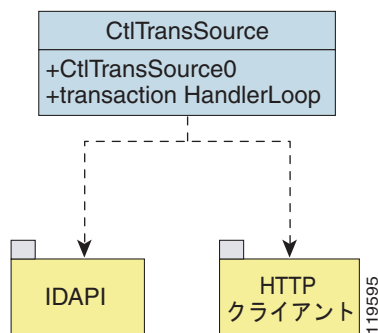 CtlTransSource
+CtlTransSource0
+transaction HandlerLoop
IDAPI
HTTP
クライアント
119595